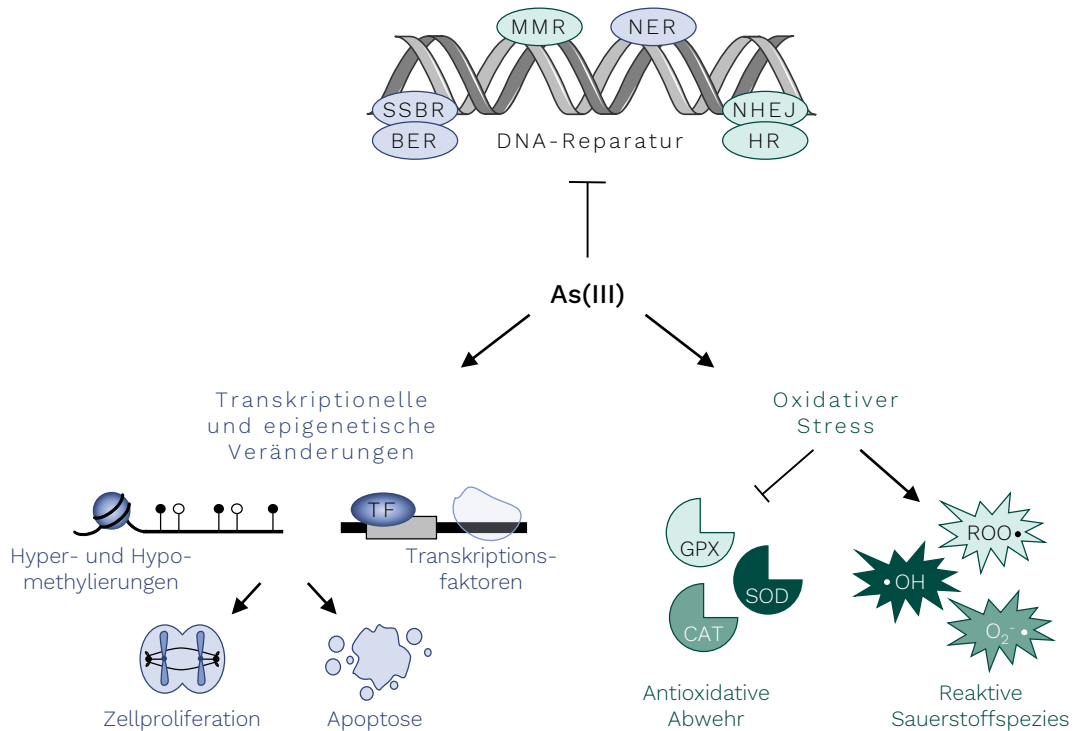 MMR
NER
SSBR
BER
NHEJ
HR
DNA-Reparatur
As(III)
Transkriptionelle
und epigenetische
Veränderungen
Oxidativer
Stress
TF
Hyper- und Hypo-
methylierungen
Transkriptions-
faktoren
GPX
SOD
CAT
ROO•
•OH
O₂⁻•
Zellproliferation
Apoptose
Antioxidative
Abwehr
Reaktive
Sauerstoffspezies